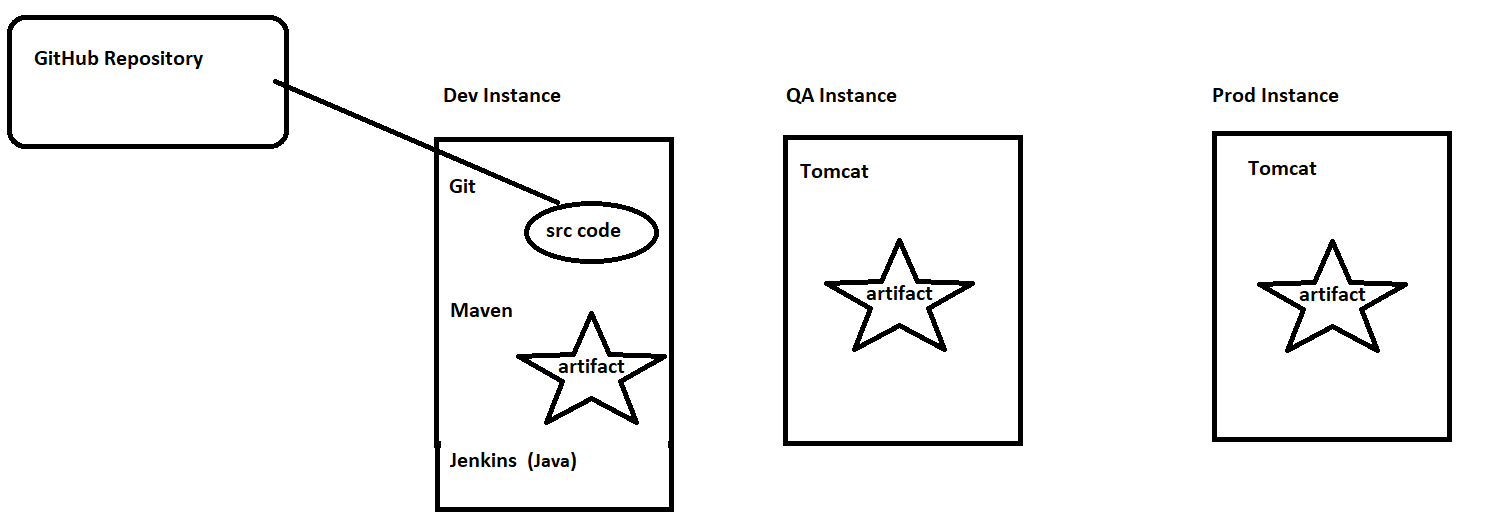 GitHub Repository
Dev Instance
Git
src code
Maven
artifact
Jenkins (Java)
QA Instance
Tomcat
artifact
Prod Instance
Tomcat
artifact